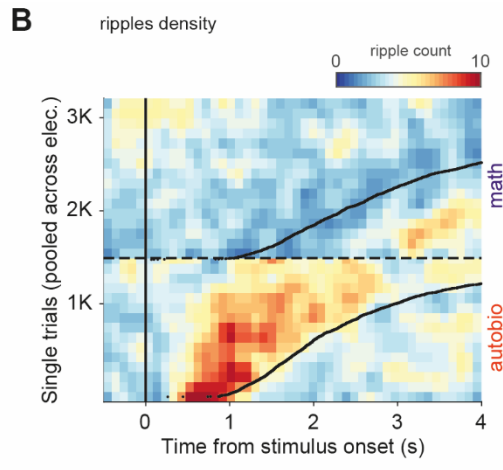 B
ripples density
ripple count
0 10
Single trials (pooled across elec.)
3K
2K
1K
math
autobio
0 1 2 3 4
Time from stimulus onset (s)